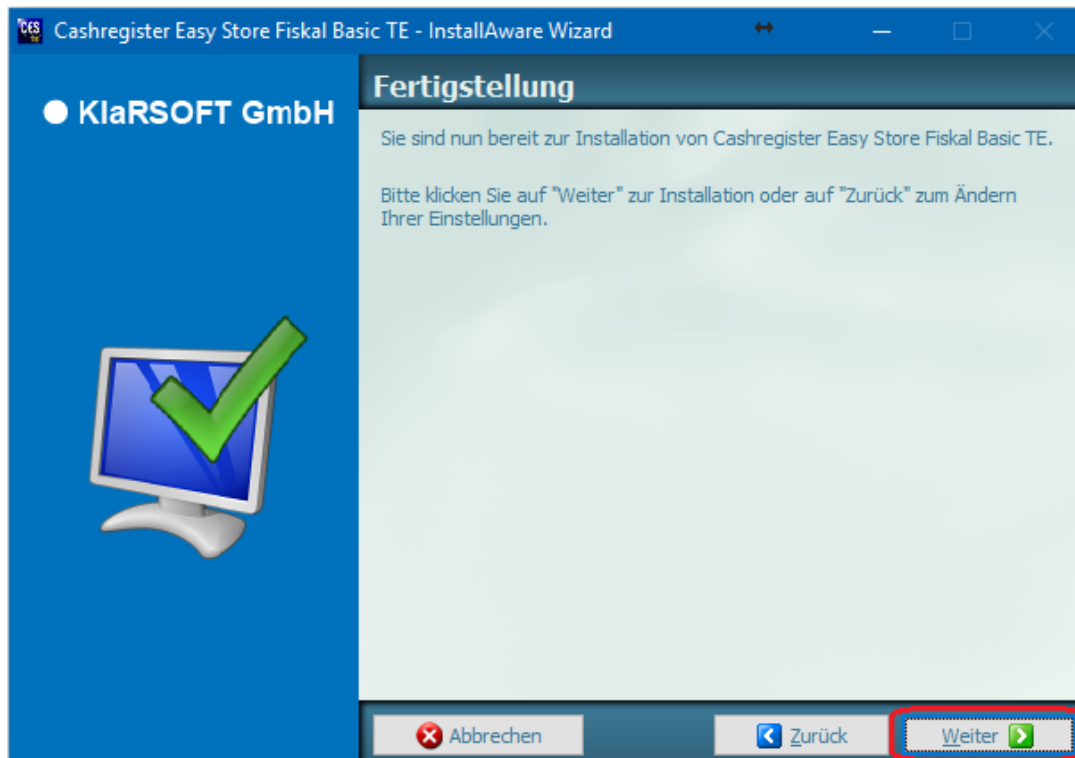 CES
Cashregister Easy Store Fiskal Basic TE - InstallAware Wizard
KlaRSOFT GmbH
Fertigstellung
Sie sind nun bereit zur Installation von Cashregister Easy Store Fiskal Basic TE.
Bitte klicken Sie auf "Weiter" zur Installation oder auf "Zurück" zum Ändern
Ihrer Einstellungen.
Abbrechen
Zurück
Weiter